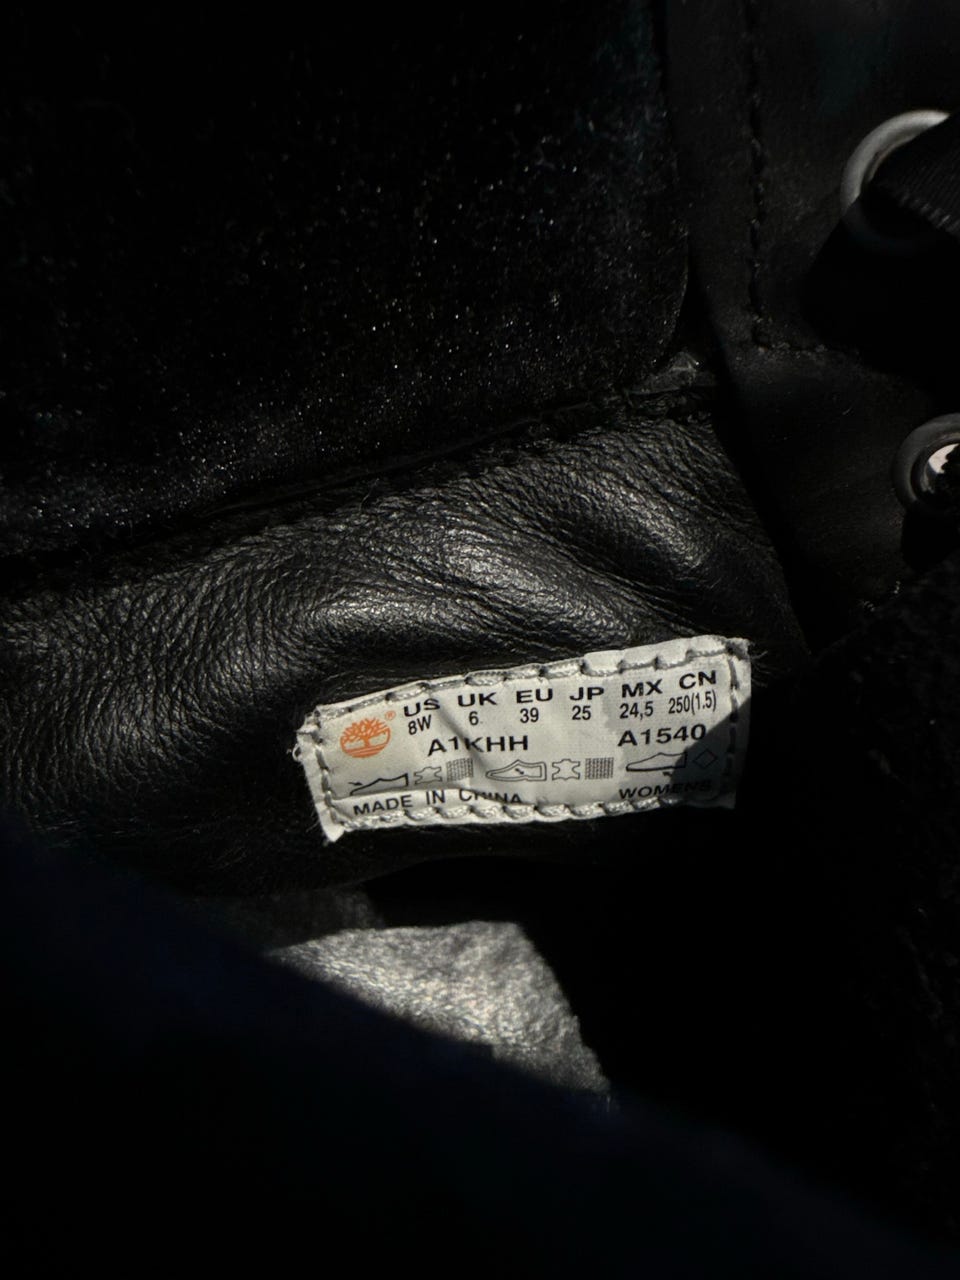 ® US UK EU JP MX CN
8W 6 39 25 24,5 250(1.5)
A1KHH A1540
MADE IN CHINA WOMENS